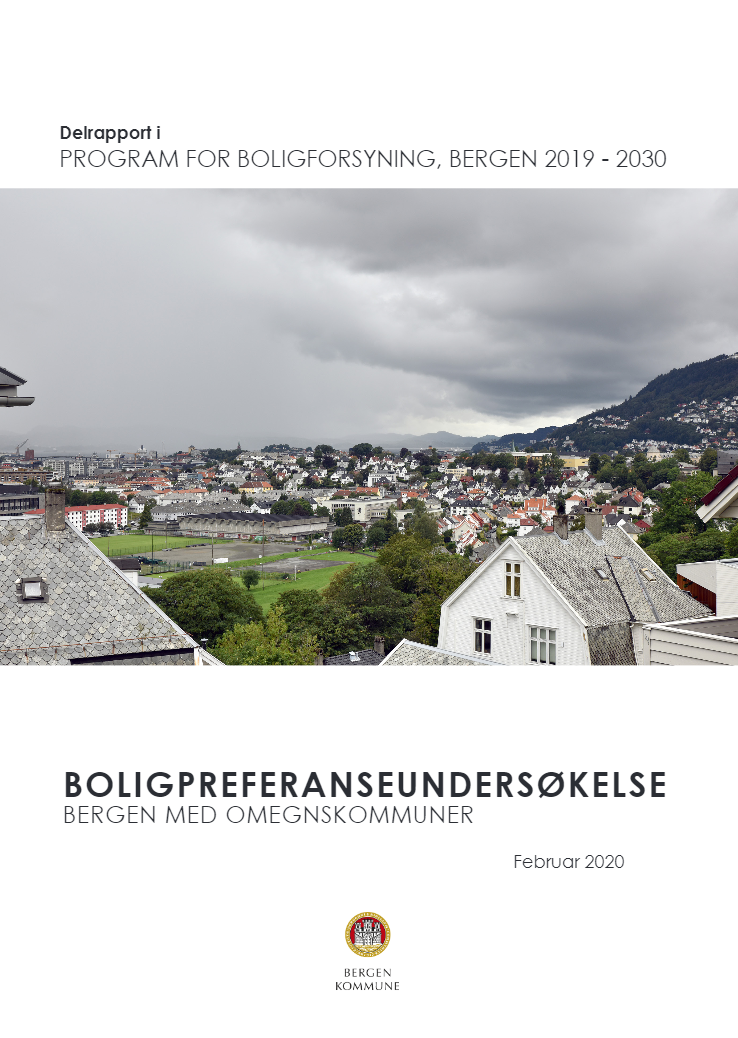 Delrapport i
PROGRAM FOR BOLIGFORSYNING, BERGEN 2019 - 2030
BOLIGPREFERANSEUNDERSØKELSE
BERGEN MED OMEGNSKOMMUNER
Februar 2020
BERGEN
KOMMUNE